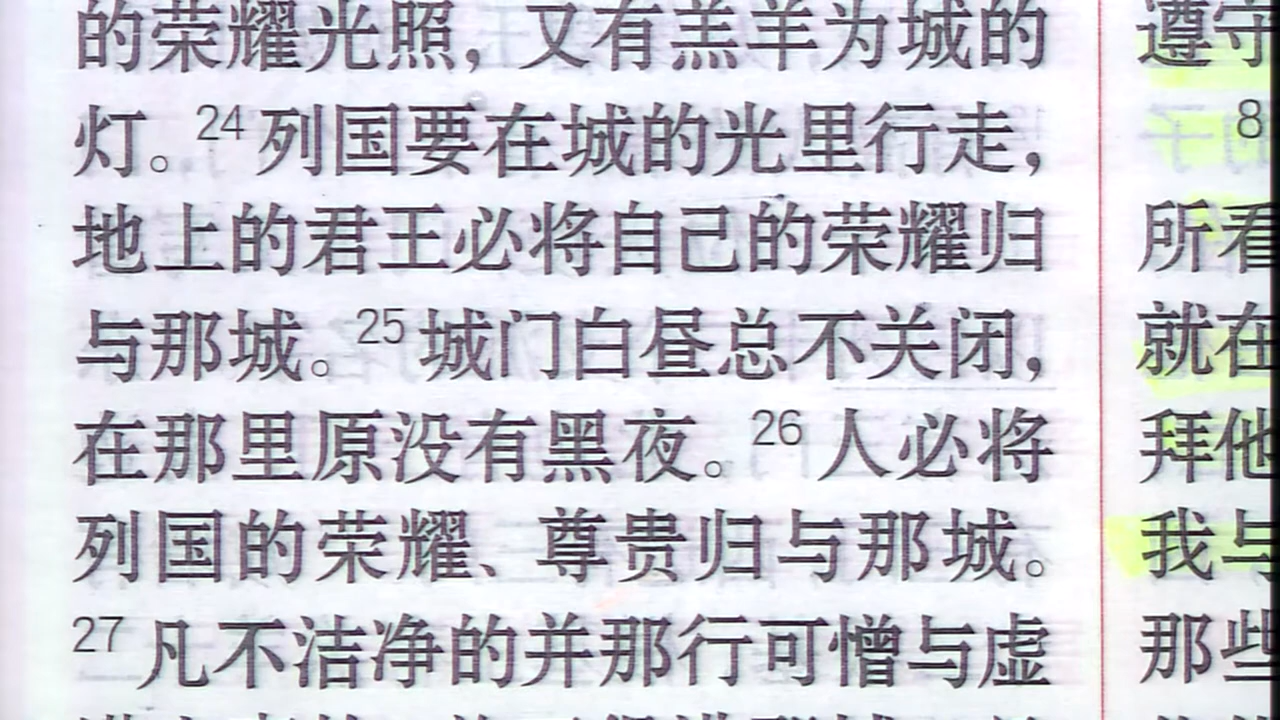 的荣耀光照，又有羔羊为城的
灯。24 列国要在城的光里行走，
地上的君王必将自己的荣耀归
与那城。25 城门白昼总不关闭，
在那里原没有黑夜。26 人必将
列国的荣耀、尊贵归与那城。
27 凡不洁净的并那行可憎与虚
遵守
8
所看
就在
拜他
我与
那些